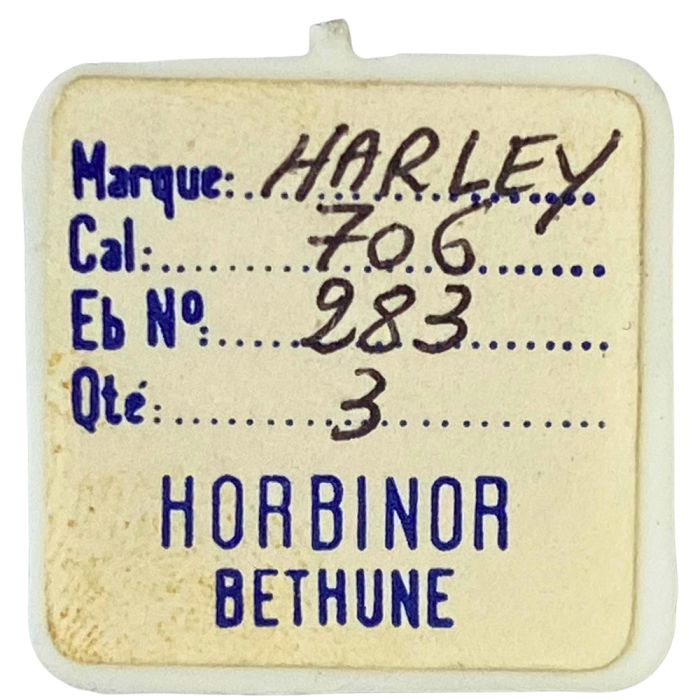 Marque: HARLEY
Cal: 706
Eb Nº: 283
Qté: 3
HORBINOR
BETHUNE